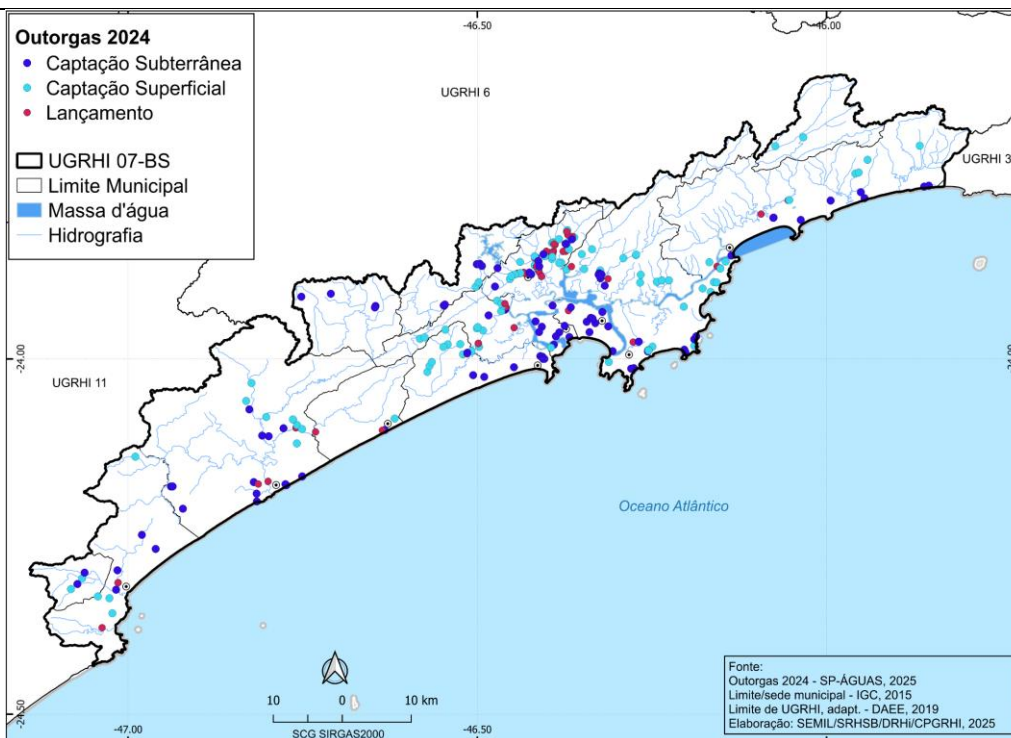 Outorgas 2024
Captação Subterrânea
Captação Superficial
Lançamento
UGRHI 07-BS
Limite Municipal
Massa d'água
Hidrografia
-46.50
-46.00
UGRHI 6
UGRHI 3
-24.00
-24.00
UGRHI 11
Oceano Atlântico
10 0 10 km
SCG SIRGAS2000
-24.50
-47.00
-46.50
Fonte:
Outorgas 2024 - SP-ÁGUAS, 2025
Limite/sede municipal - IGC, 2015
Limite de UGRHI, adapt. - DAEE, 2019
Elaboração: SEMIL/SRHSB/DRHi/CPGRHI, 2025